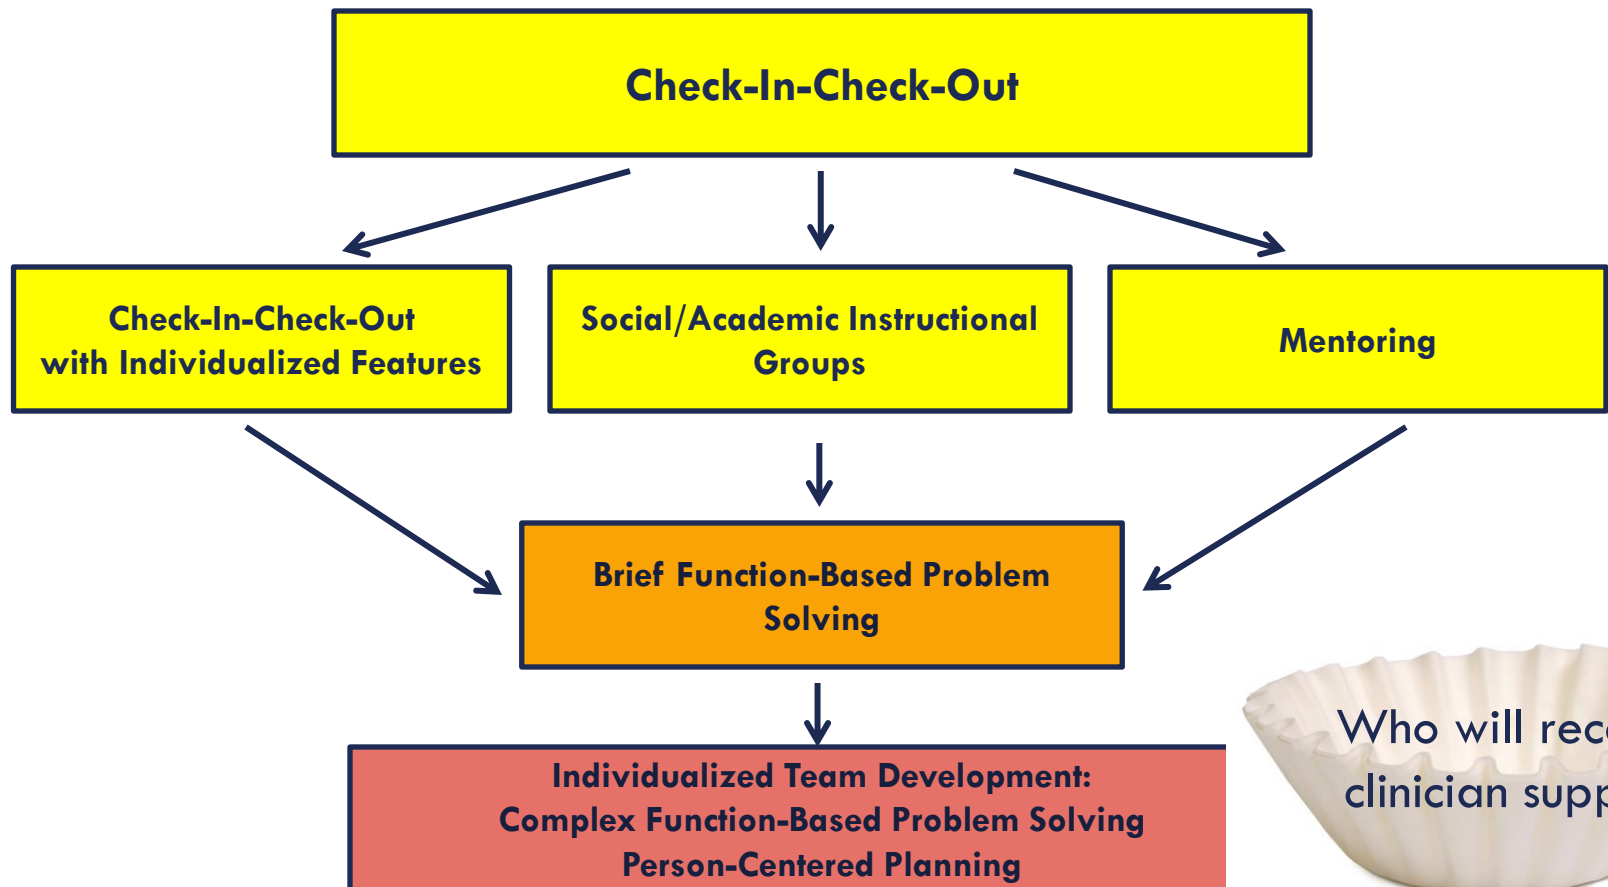 Check-In-Check-Out
Check-In-Check-Out
with Individualized Features
Social/Academic Instructional
Groups
Mentoring
Brief Function-Based Problem
Solving
Individualized Team Development:
Complex Function-Based Problem Solving
Person-Centered Planning
Who will
clinician